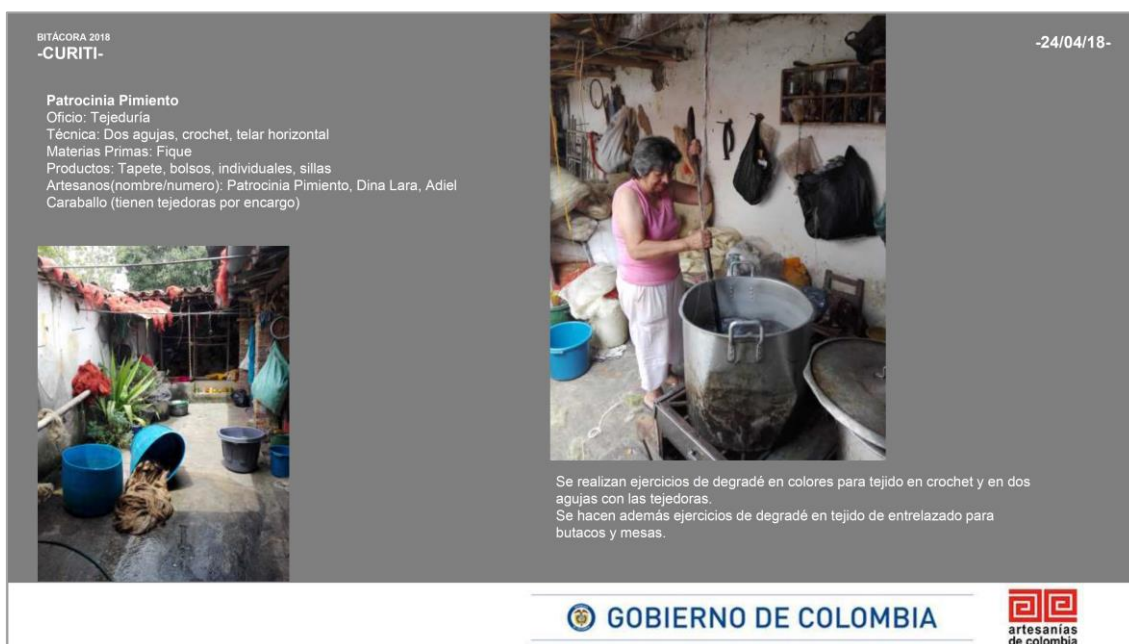 BITÁCORA 2018
-CURITI-
-24/04/18-
Patrocinia Pimiento
Oficio: Tejeduría
Técnica: Dos agujas, crochet, telar horizontal
Materias Primas: Fique
Productos: Tapete, bolsos, individuales, sillas
Artesanos(nombre/numero): Patrocinia Pimiento, Dina Lara, Adiel
Caraballo (tienen tejedoras por encargo)
Se realizan ejercicios de degradé en colores para tejido en crochet y en dos
agujas con las tejedoras.
Se hacen además ejercicios de degradé en tejido de entrelazado para
butacos y mesas.
GOBIERNO DE COLOMBIA
artesanías
de colombia